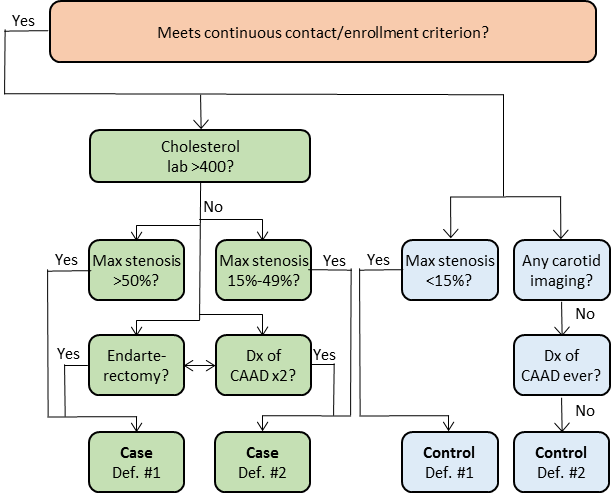 Yes
Meets continuous contact/enrollment criterion?
Cholesterol
lab >400?
No
Yes
Max stenosis
>50%?
Max stenosis
15%-49%?
Yes
Yes
Max stenosis
<15%?
Any carotid
imaging?
No
Yes
Endarte-
rectomy?
Dx of
CAAD x2?
Yes
Dx of
CAAD ever?
No
Case
Def. #1
Case
Def. #2
Control
Def. #1
Control
Def. #2